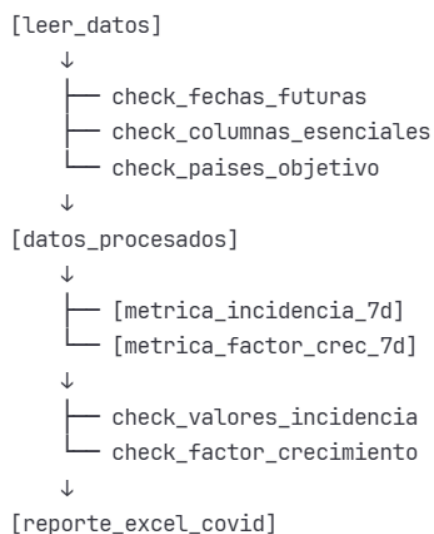 [leer_datos]
↓
├── check_fechas_futuras
├── check_columnas_esenciales
└── check_paises_objetivo
↓
[datos_procesados]
↓
├── [metrica_incidencia_7d]
└── [metrica_factor_crec_7d]
↓
├── check_valores_incidencia
└── check_factor_crecimiento
↓
[reporte_excel_covid]